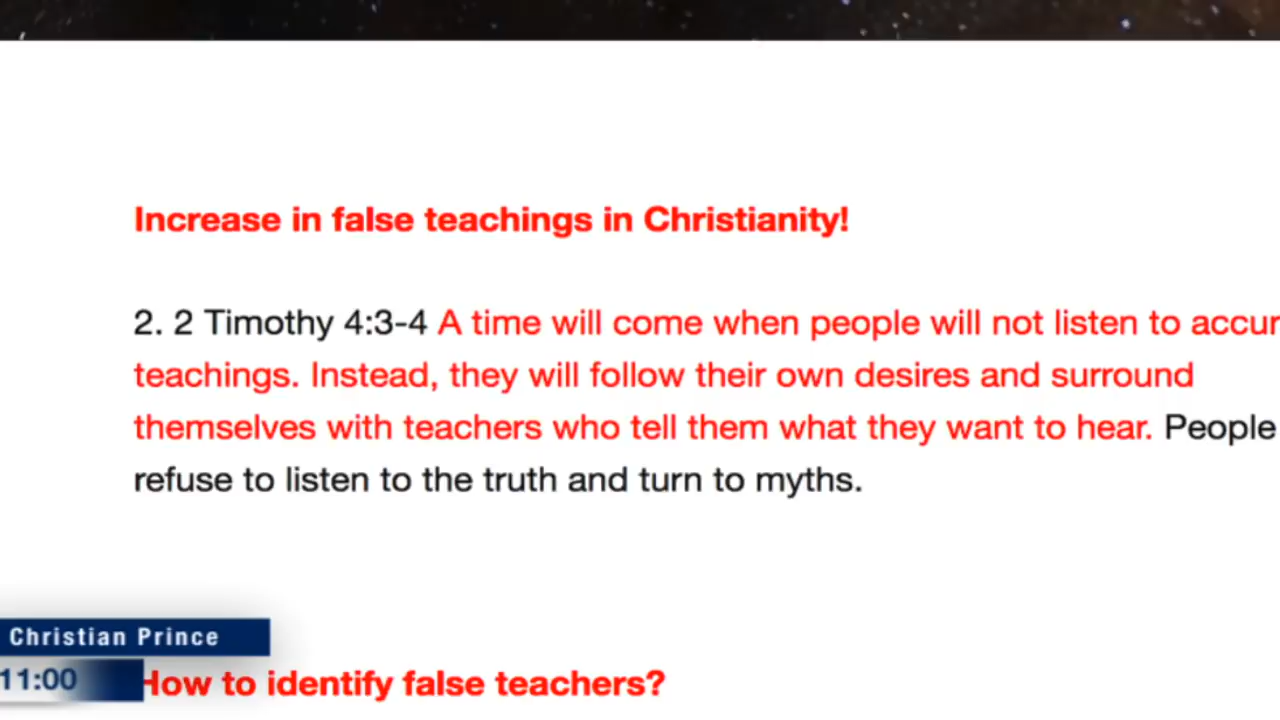 Increase in false teachings in Christianity!
2. 2 Timothy 4:3-4 A time will come when people will not listen to accur
teachings. Instead, they will follow their own desires and surround
themselves with teachers who tell them what they want to hear. People
refuse to listen to the truth and turn to myths.
Christian Prince
11:00
How to identify false teachers?